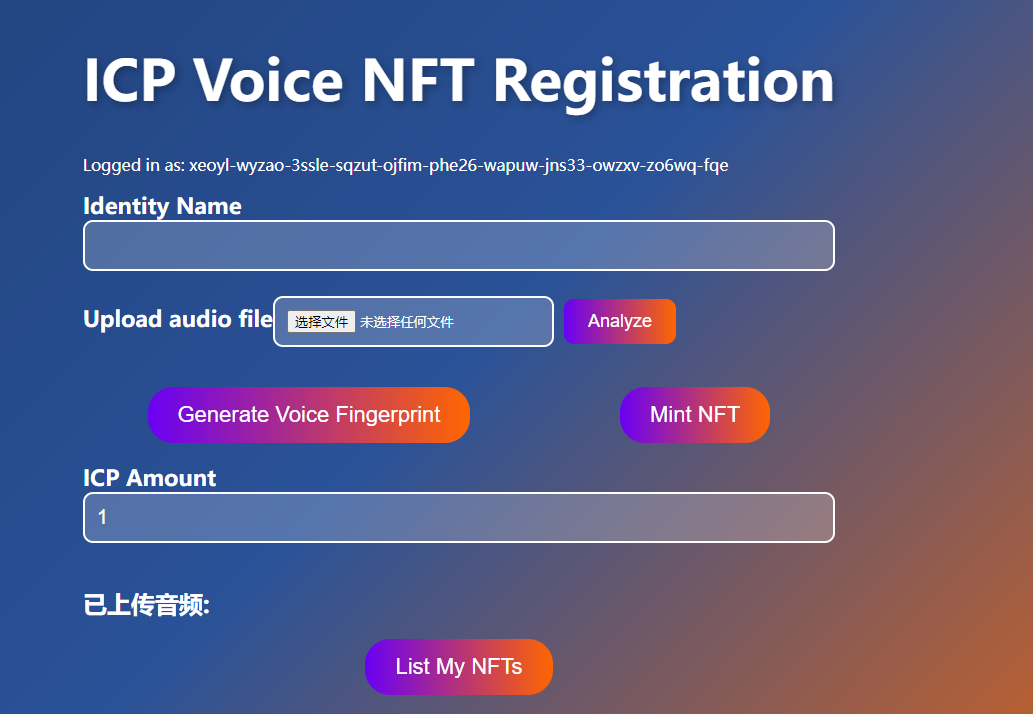 ICP Voice NFT Registration
Logged in as: xeoyl-wyzao-3ssle-sqzut-ojfim-phe26-wapuw-jns33-owzxv-zo6wq-fqe
Identity Name
Upload audio file 选择文件 未选择任何文件 Analyze
Generate Voice Fingerprint Mint NFT
ICP Amount
1
已上传音频:
List My NFTs